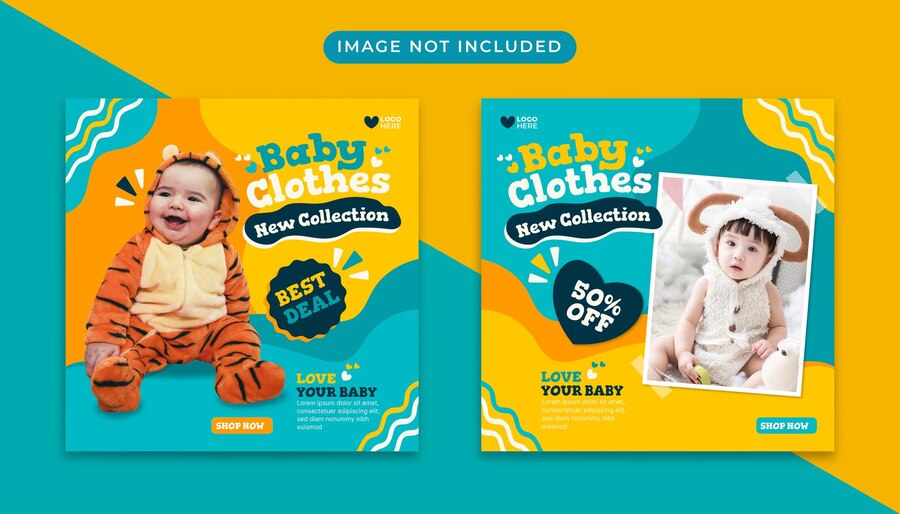 IMAGE NOT INCLUDED
LOGO
HERE
Baby
Clothes
New Collection
BEST
DEAL
LOVE
YOUR BABY
Lorem ipsum dolor sit amet,
consectetuer adipiscing elit,
sed diam nonummy nibh
euismod
SHOP NOW
LOGO
HERE
Baby
Clothes
New Collection
50%
OFF
LOVE
YOUR BABY
Lorem ipsum dolor sit amet,
consectetuer adipiscing elit,
sed diam nonummy nibh
euismod
SHOP NOW